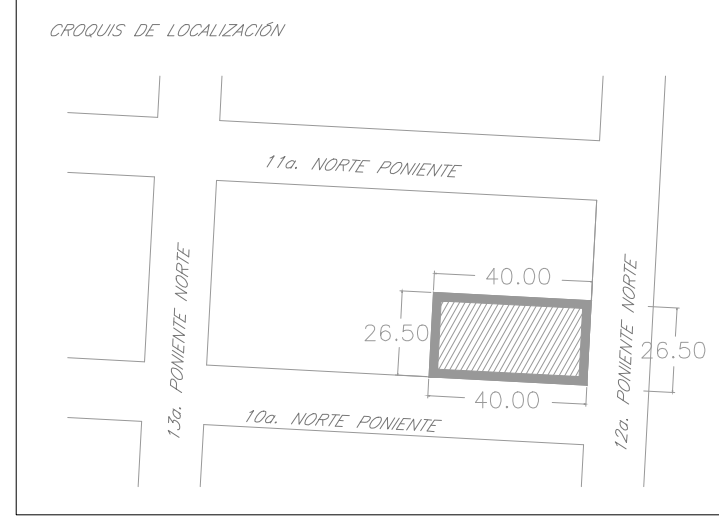 CROQUIS DE LOCALIZACIÓN
11a. NORTE PONIENTE
13a. PONIENTE NORTE
40.00
26.50
12a. PONIENTE NORTE
26.50
40.00
10a. NORTE PONIENTE